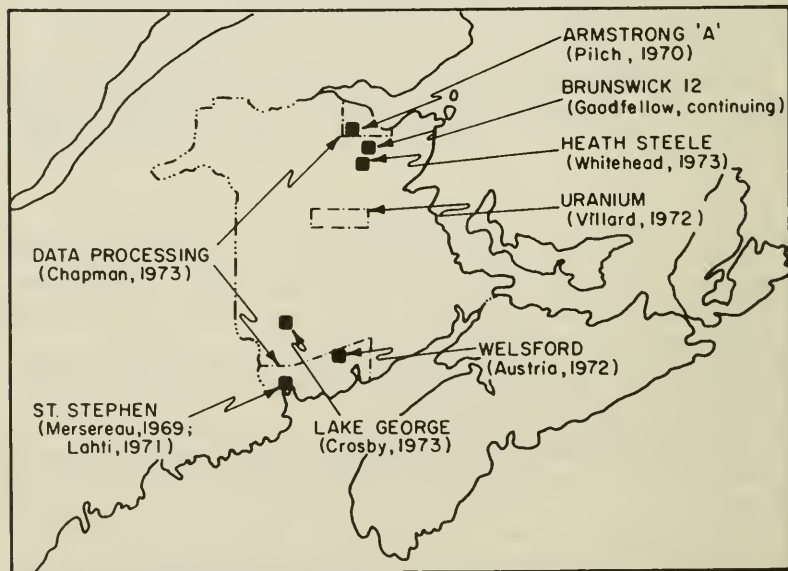 ARMSTRONG 'A'
(Pilch, 1970)
BRUNSWICK 12
(Gaadfellow, continuing)
HEATH STEELE
(Whitehead, 1973)
URANIUM
(Villard, 1972)
DATA PROCESSING
(Chapman, 1973)
WELSFORD
(Austria, 1972)
ST. STEPHEN
(Mersereau, 1969;
Lahti, 1971)
LAKE GEORGE
(Crosby, 1973)